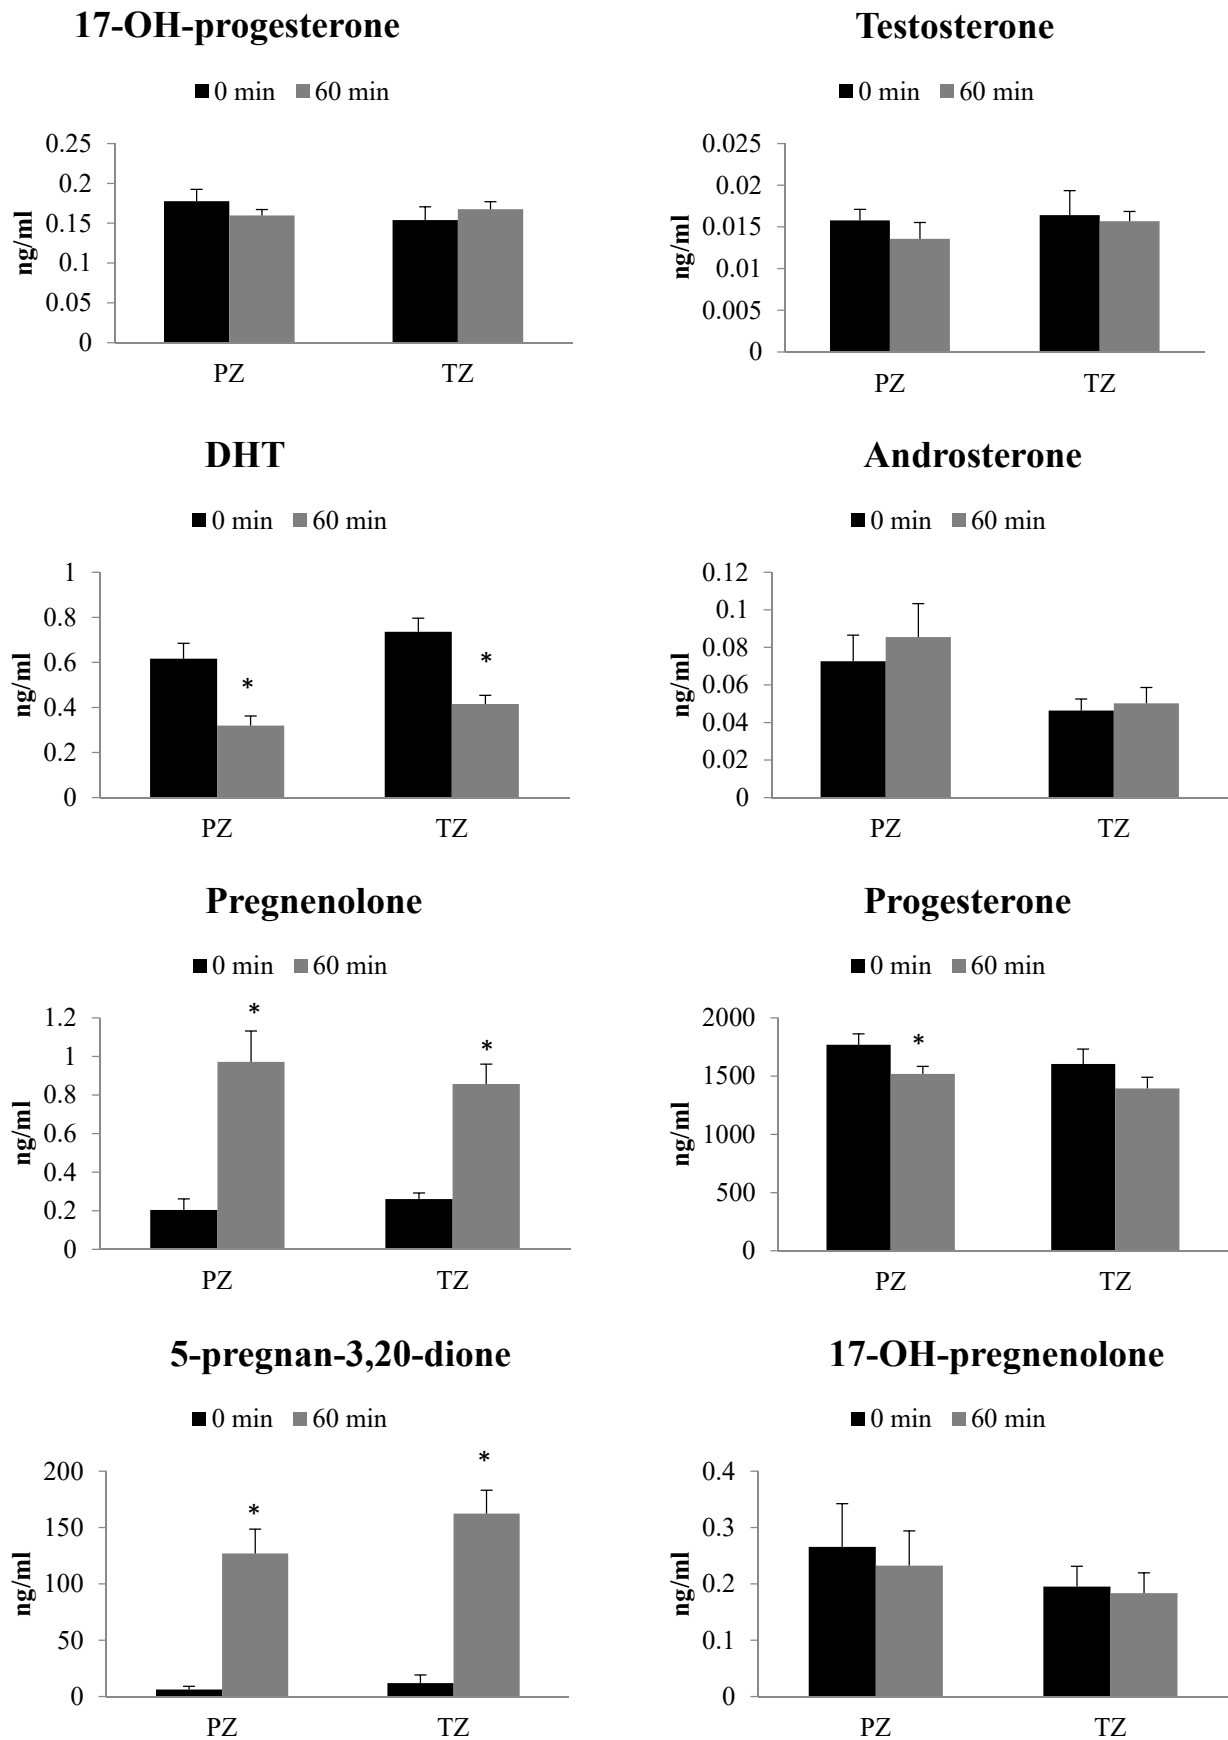 17-OH-progesterone
■ 0 min ■ 60 min
ng/ml
0.25
0.2
0.15
0.1
0.05
0
PZ TZ
Testosterone
■ 0 min ■ 60 min
ng/ml
0.025
0.02
0.015
0.01
0.005
0
PZ TZ
DHT
■ 0 min ■ 60 min
ng/ml
1
0.8
0.6
0.4
0.2
0
*
*
PZ TZ
Androsterone
■ 0 min ■ 60 min
ng/ml
0.12
0.1
0.08
0.06
0.04
0.02
0
PZ TZ
Pregnenolone
■ 0 min ■ 60 min
ng/ml
1.2
1
0.8
0.6
0.4
0.2
0
*
*
PZ TZ
Progesterone
■ 0 min ■ 60 min
ng/ml
2000
1500
1000
500
0
*
PZ TZ
5-pregnan-3,20-dione
■ 0 min ■ 60 min
ng/ml
200
150
100
50
0
*
*
PZ TZ
17-OH-pregnenolone
■ 0 min ■ 60 min
ng/ml
0.4
0.3
0.2
0.1
0
PZ TZ